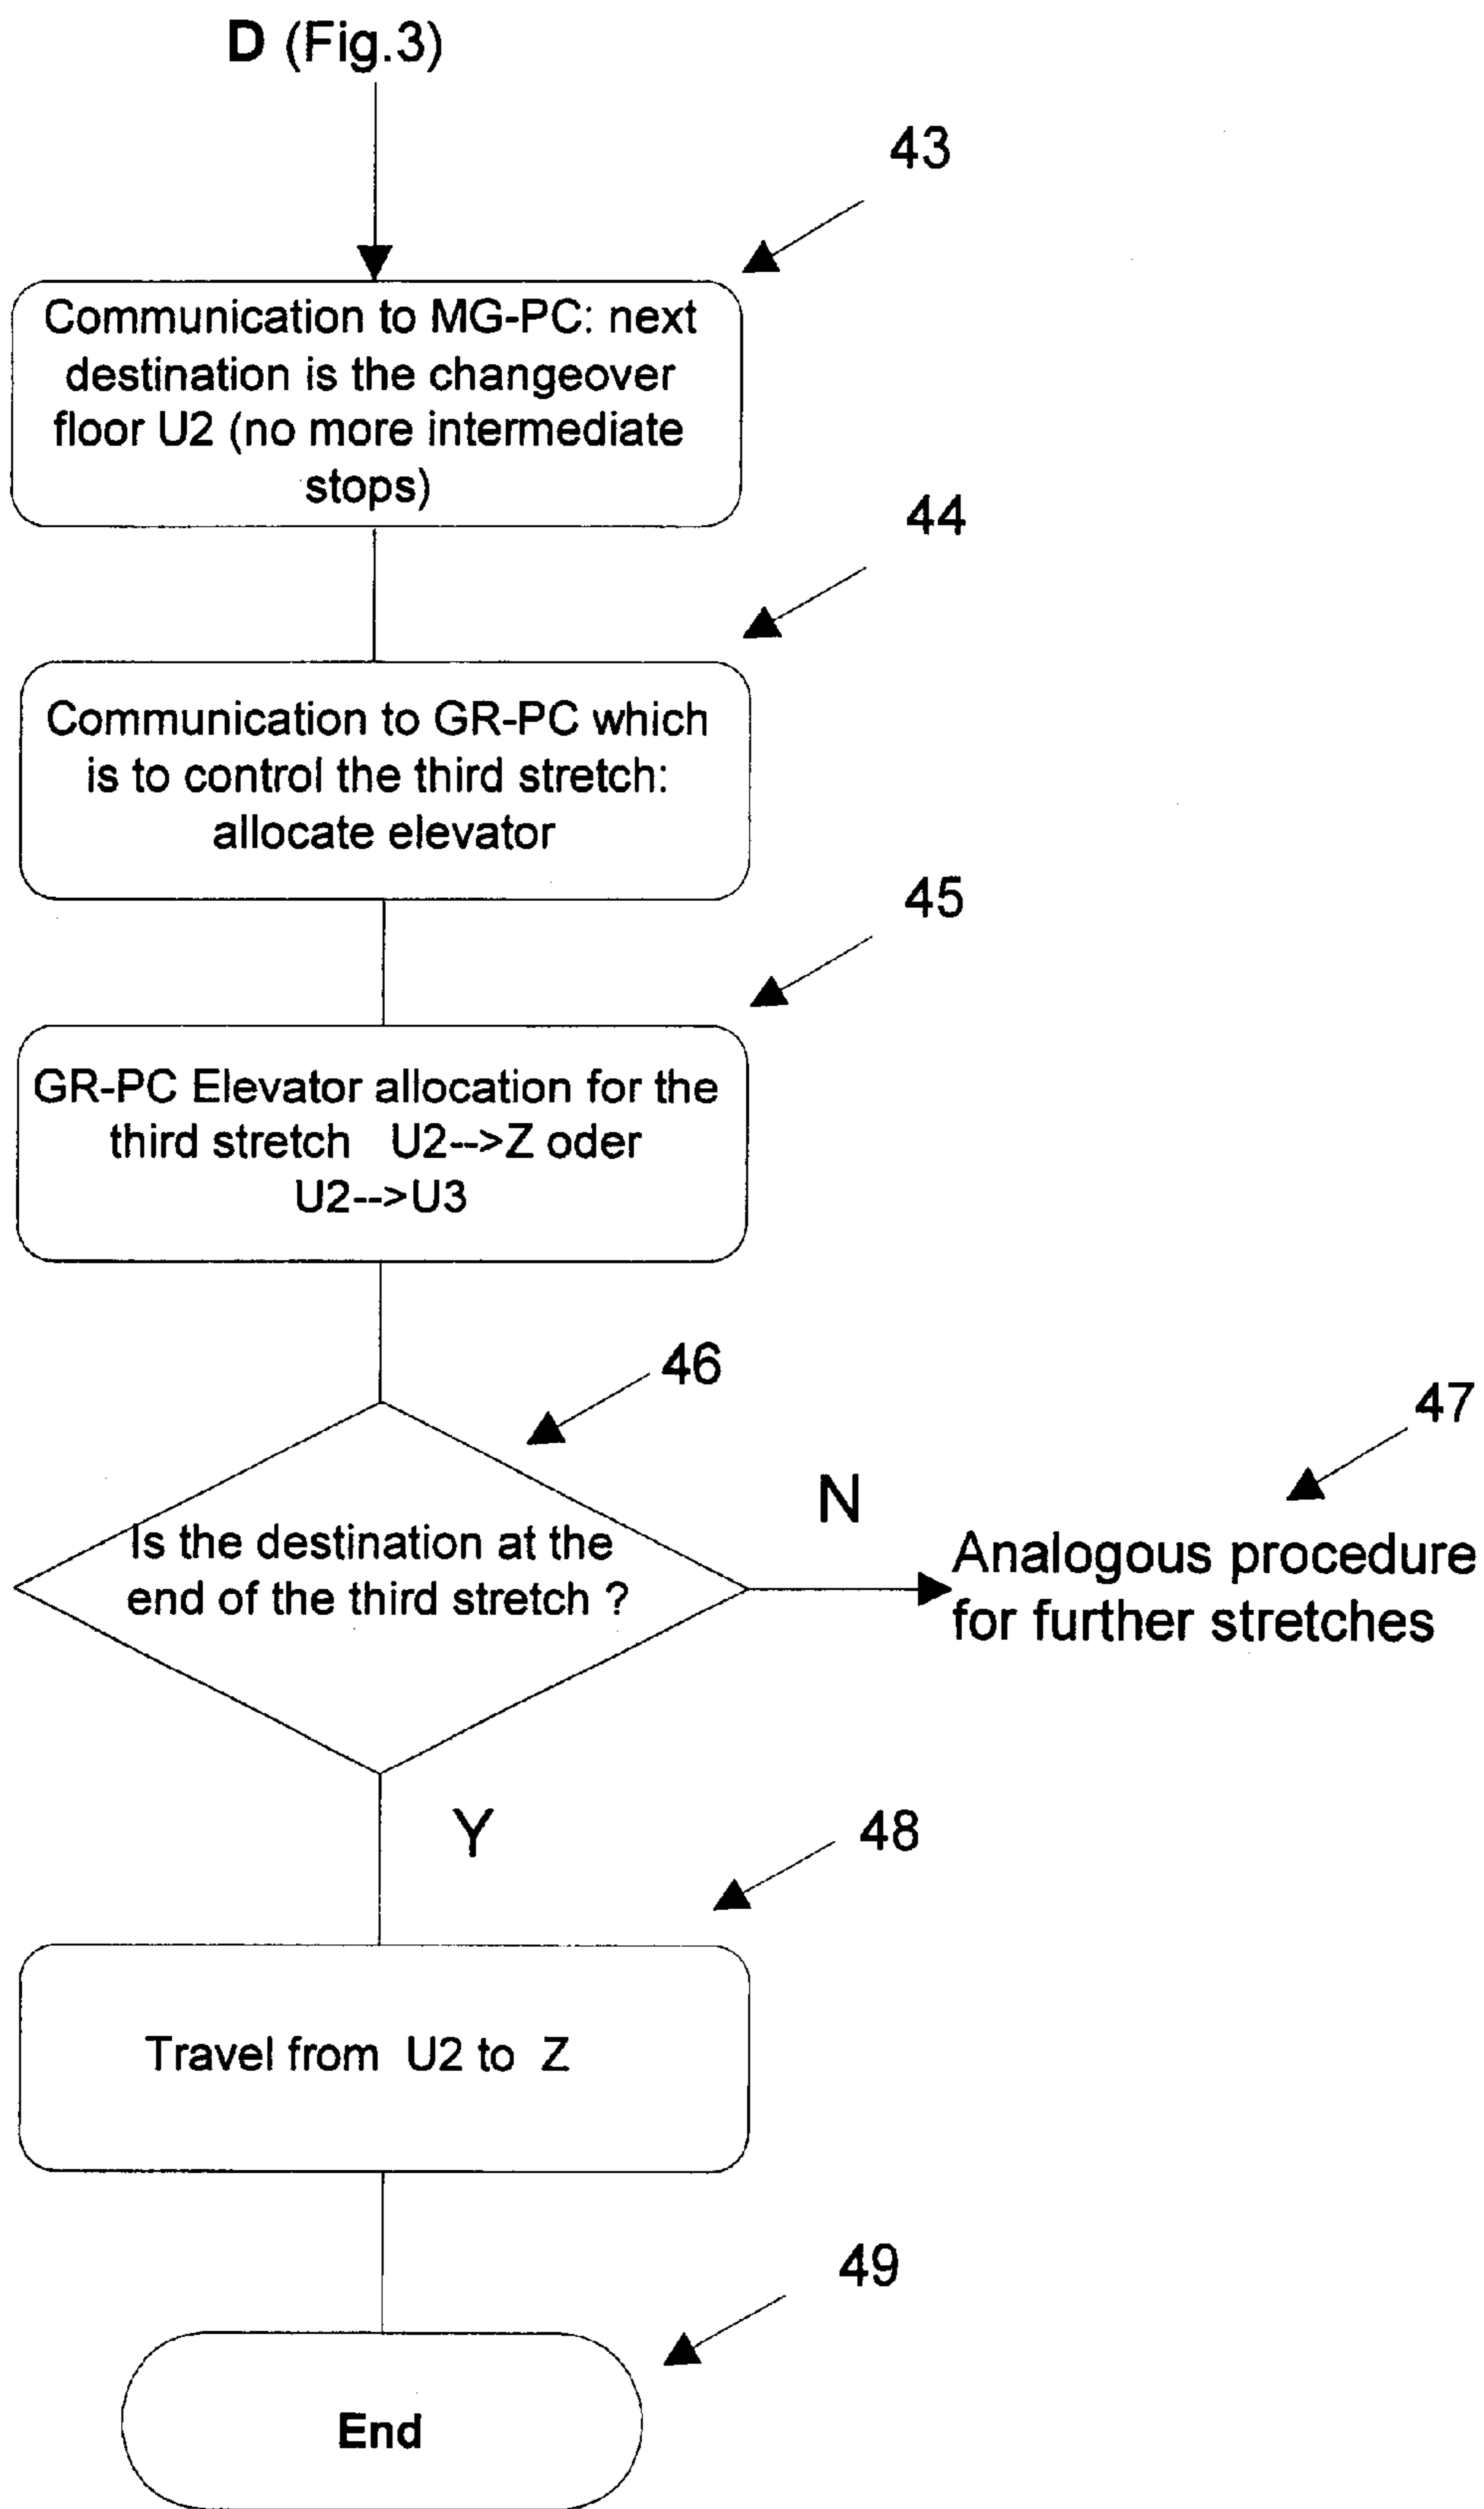 D (Fig.3)
43
Communication to MG-PC: next
destination is the changeover
floor U2 (no more intermediate
stops)
44
Communication to GR-PC which
is to control the third stretch:
allocate elevator
45
GR-PC Elevator allocation for the
third stretch U2-->Z oder
U2-->U3
46
47
Is the destination at the
end of the third stretch ?
N
Analogous procedure
for further stretches
Y
48
Travel from U2 to Z
49
End